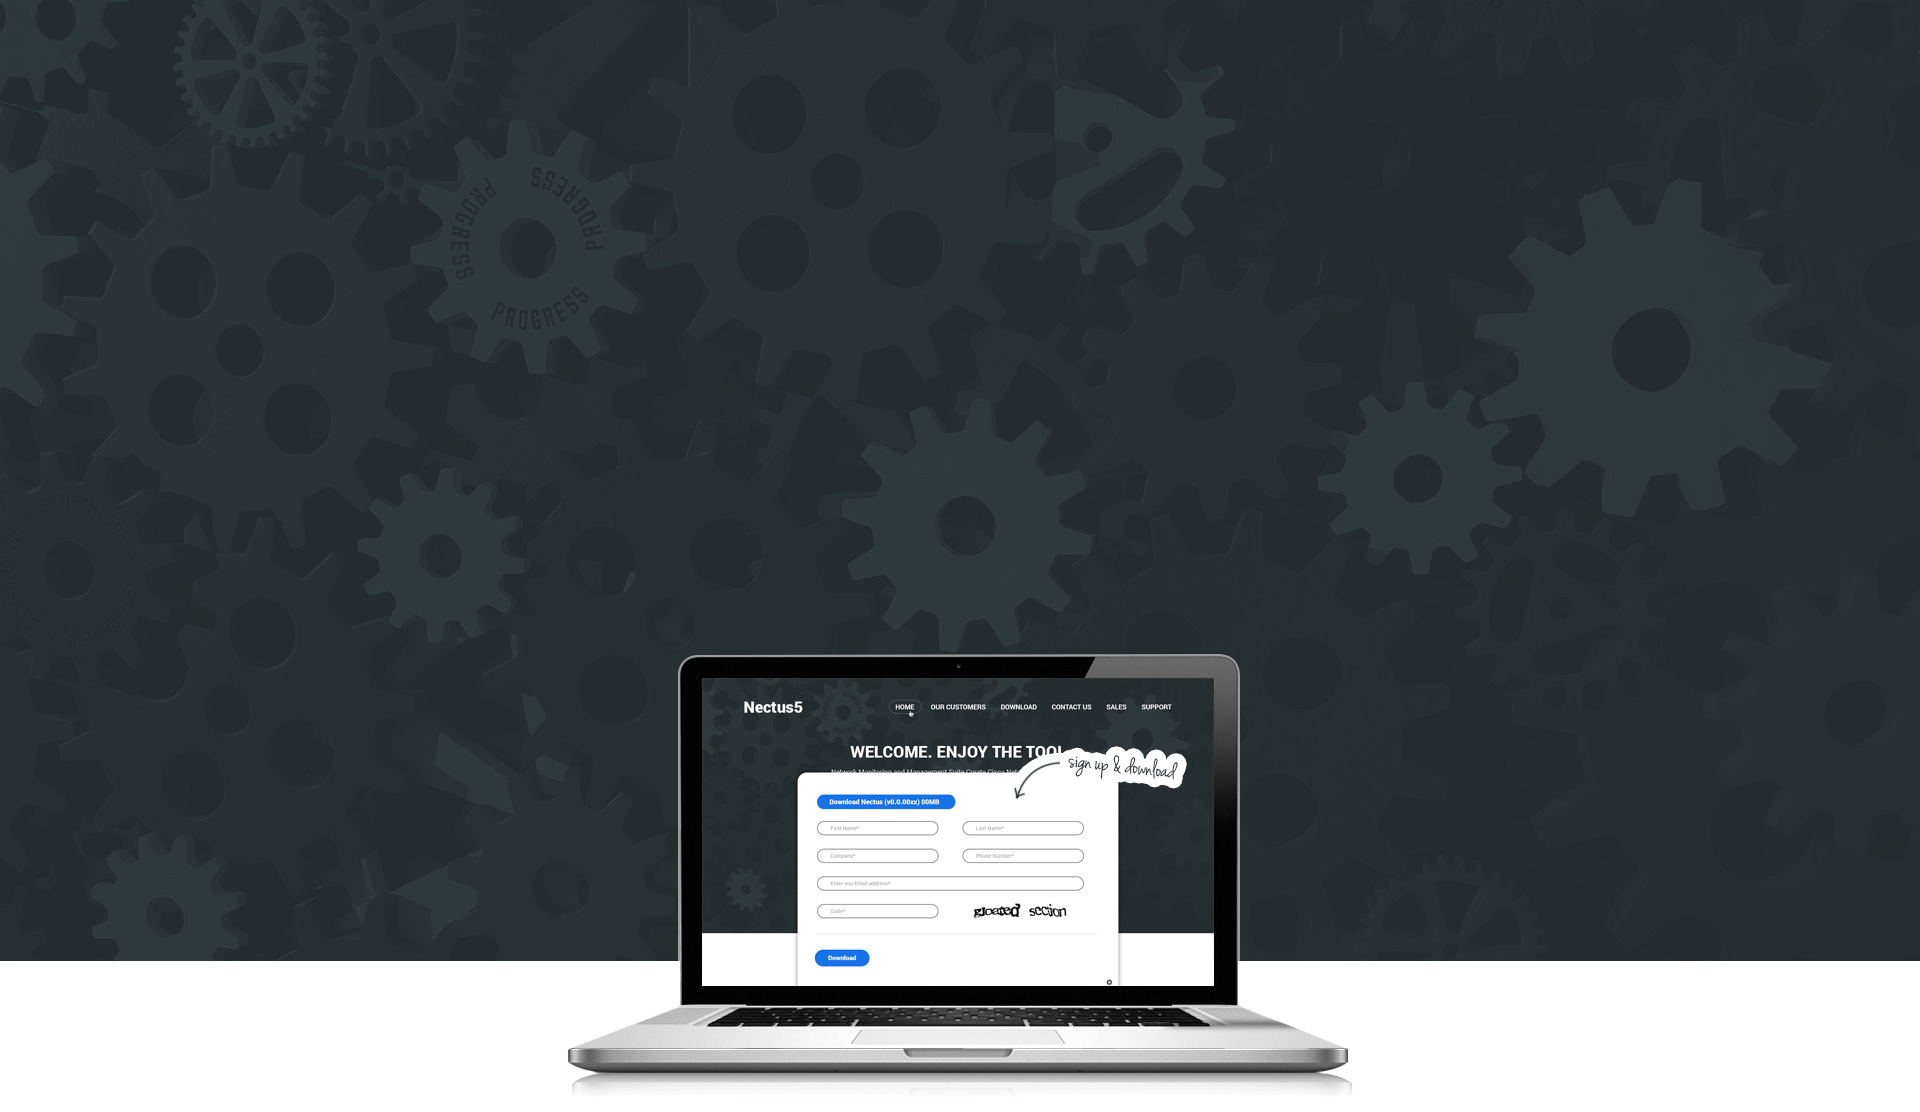 PROGRESS
PROGRESS
PROGRESS
Nectus5
HOME
OUR CUSTOMERS
DOWNLOAD
CONTACT US
SALES
SUPPORT
WELCOME. ENJOY THE TOOL
Network Monitoring and Management Suite Create Cisco
sign up & download
Download Nectus (v0.0.00xx) 00MB
First Name*
Last Name*
Company*
Phone Number*
Enter you Email address*
Code*
gloated section
Download